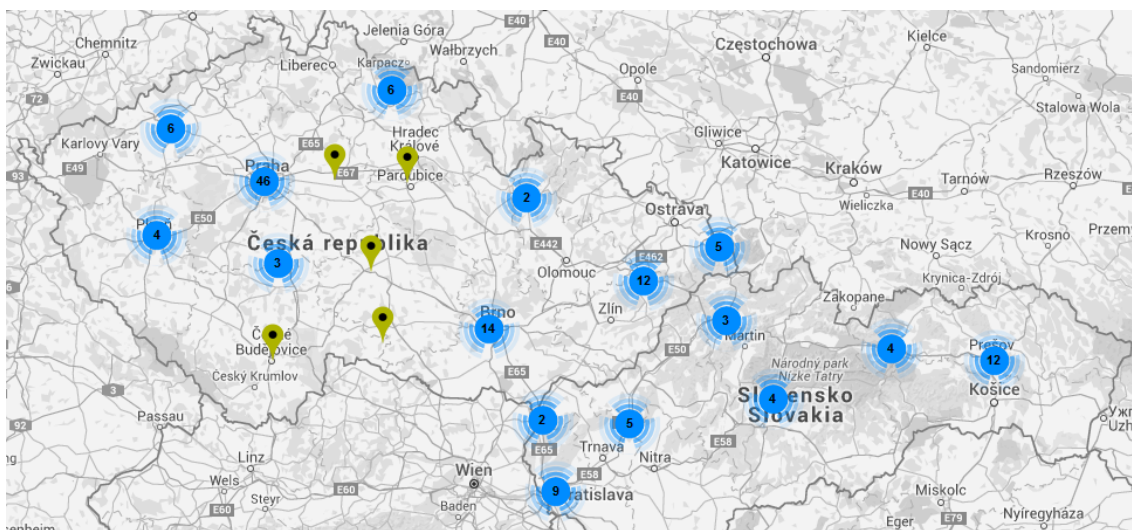 E40
Chemnitz
Zwickau
Jelenia Góra
Wałbrzych
Liberec
Karpacz
Częstochowa
Kielce
Opole
Sandomierz
Stalowa Wola
E40
E40
72
6
6
Karlovy Vary
E49
93
E65
Hradec
Králové
Gliwice
Katowice
Kraków
Tarnów
Rzeszów
E40
Wieliczka
Praha
46
E67
Pardubice
2
Ostrava
E50
4
Česká republika
3
E442
Olomouc
E462
5
12
Nowy Sącz
Krosno
Krynica-Zdrój
Zakopane
Zlín
Brno
14
3
Martin
E50
4
Prešov
12
Košice
České
Budějovice
Český Krumlov
Národný park
Nízke Tatry
Slovensko
Slovakia
4
E65
3
Passau
92
2
E65
5
Trnava
Nitra
E58
E58
Linz
Wels
Steyr
E60
E60
Wien
Baden
9
Bratislava
Miskolc
Eger
E79
Nyíregyháza